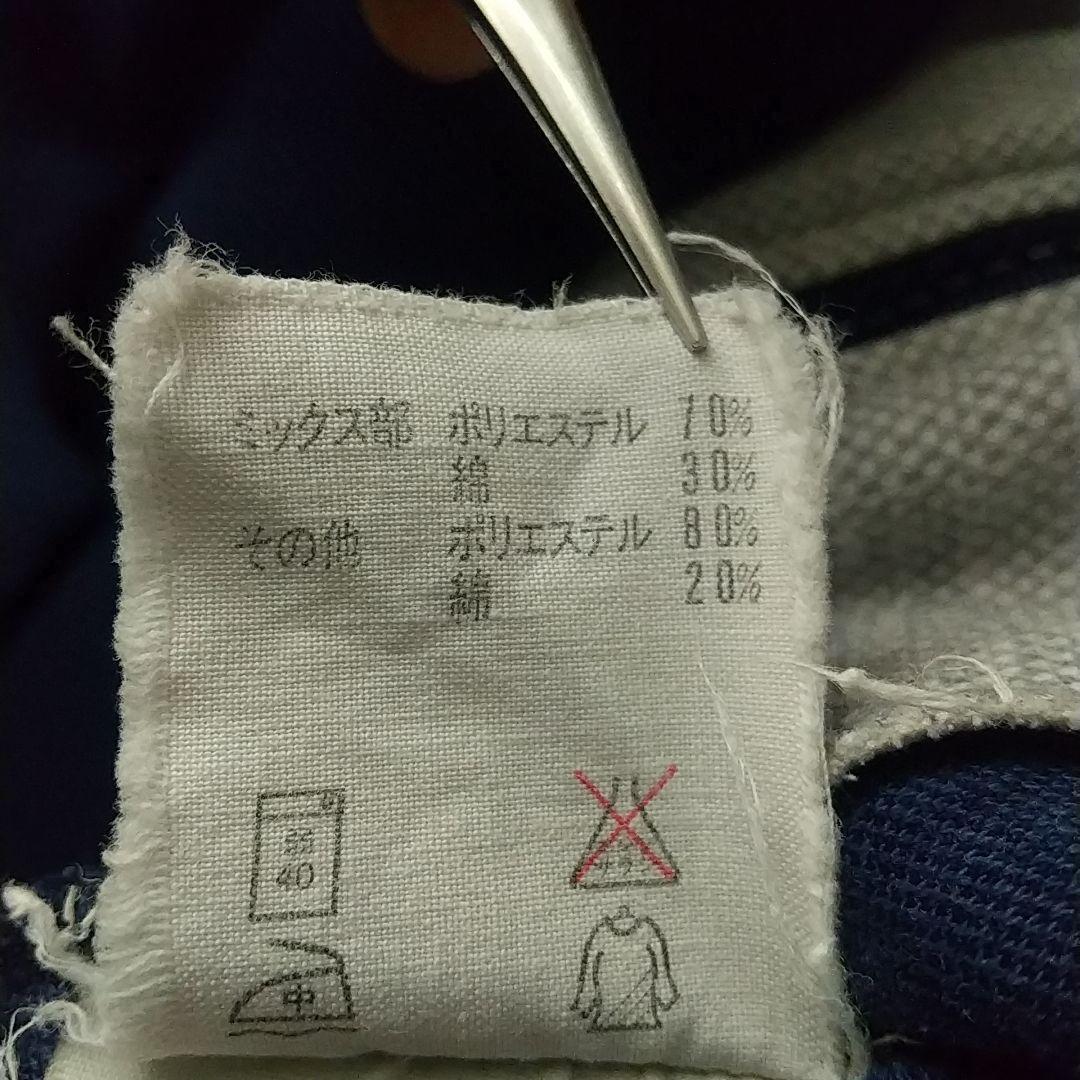 ミックス部 ポリエステル 70%
綿 30%
その他 ポリエステル 80%
綿 20%
40
中